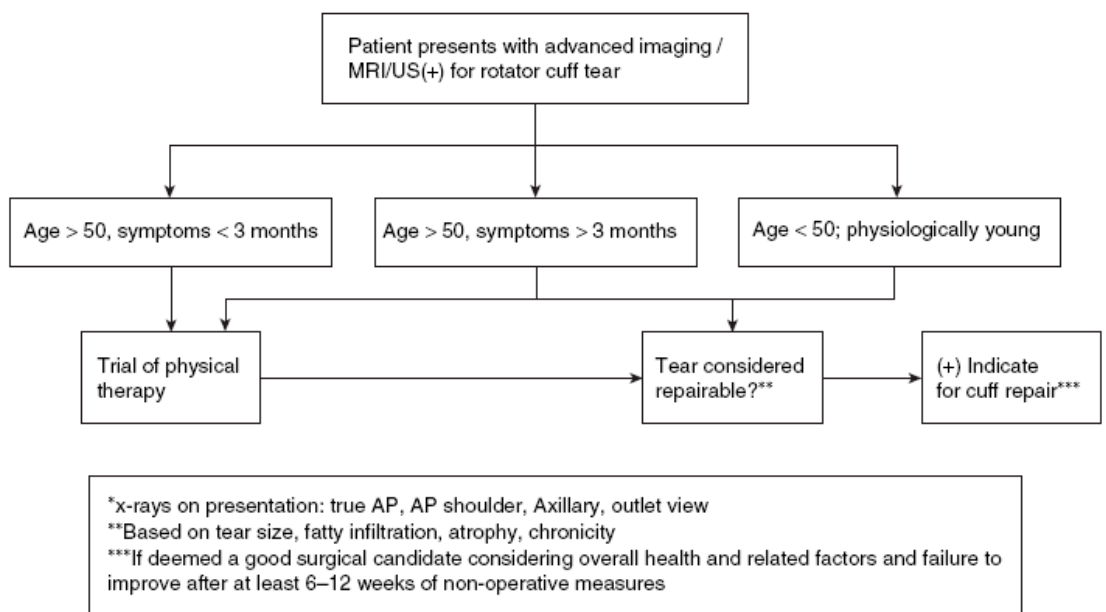 Patient presents with advanced imaging /
MRI/US(+) for rotator cuff tear
Age > 50, symptoms < 3 months
Age > 50, symptoms > 3 months
Age < 50; physiologically young
Trial of physical
therapy
Tear considered
repairable?**
(+) Indicate
for cuff repair***
*x-rays on presentation: true AP, AP shoulder, Axillary, outlet view
**Based on tear size, fatty infiltration, atrophy, chronicity
***If deemed a good surgical candidate considering overall health and related factors and failure to
improve after at least 6–12 weeks of non-operative measures